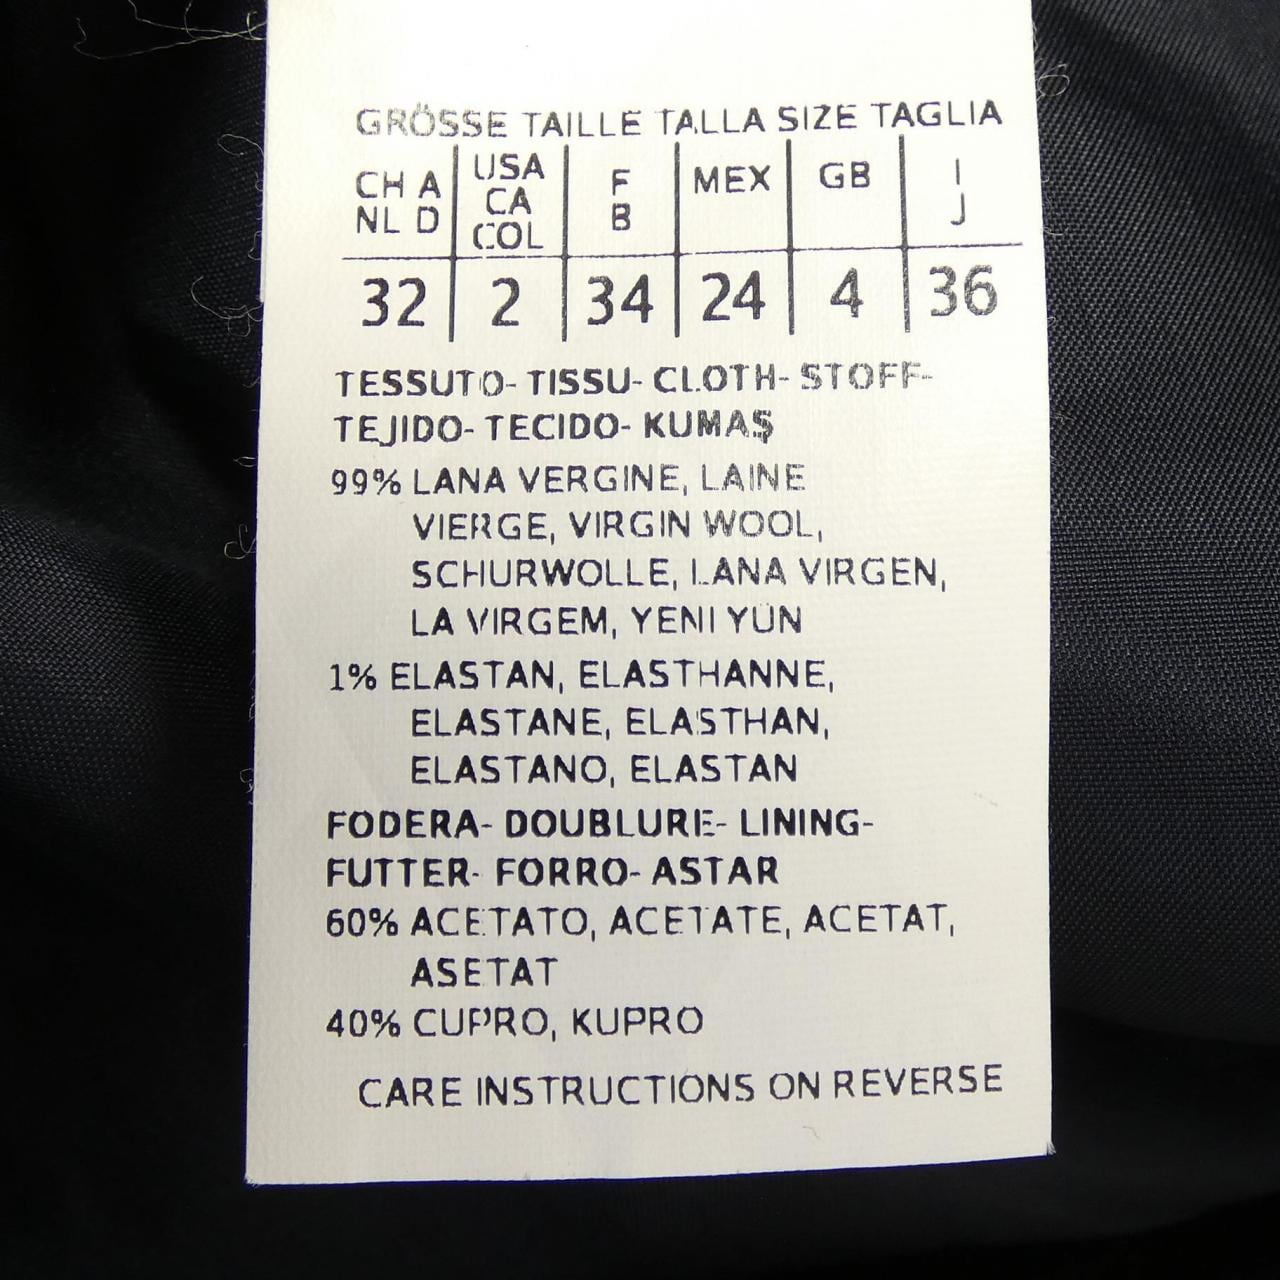 GRÖSSE TAILLE TALLA SIZE TAGLIA
CH A NL D | USA CA COL | F B | MEX | GB | I J
32 | 2 | 34 | 24 | 4 | 36
TESSUTO- TISSU- CLOTH- STOFF-
TEJIDO- TECIDO- KUMAŞ
99% LANA VERGINE, LAINE
VIERGE, VIRGIN WOOL,
SCHURWOLLE, LANA VIRGEN,
LA VIRGEM, YENI YÜN
1% ELASTAN, ELASTHANNE,
ELASTANE, ELASTHAN,
ELASTANO, ELASTAN
FODERA- DOUBLURE- LINING-
FUTTER- FORRO- ASTAR
60% ACETATO, ACETATE, ACETAT,
ASETAT
40% CUPRO, KUPRO
CARE INSTRUCTIONS ON REVERSE